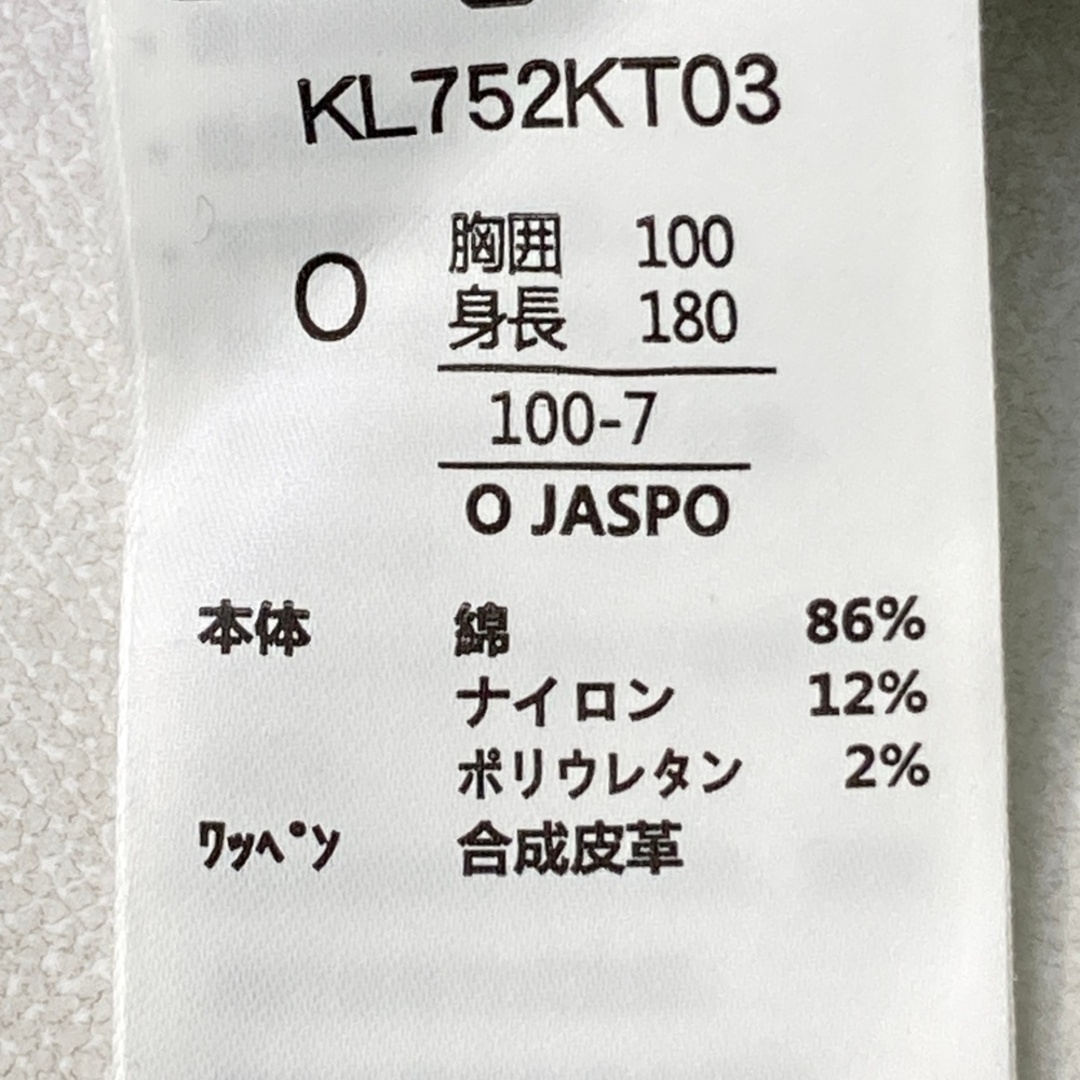 KL752KT03
O
胸囲 100
身長 180
100-7
O JASPO
本体 綿 86%
ナイロン 12%
ポリウレタン 2%
ﾜｯﾍﾟﾝ 合成皮革